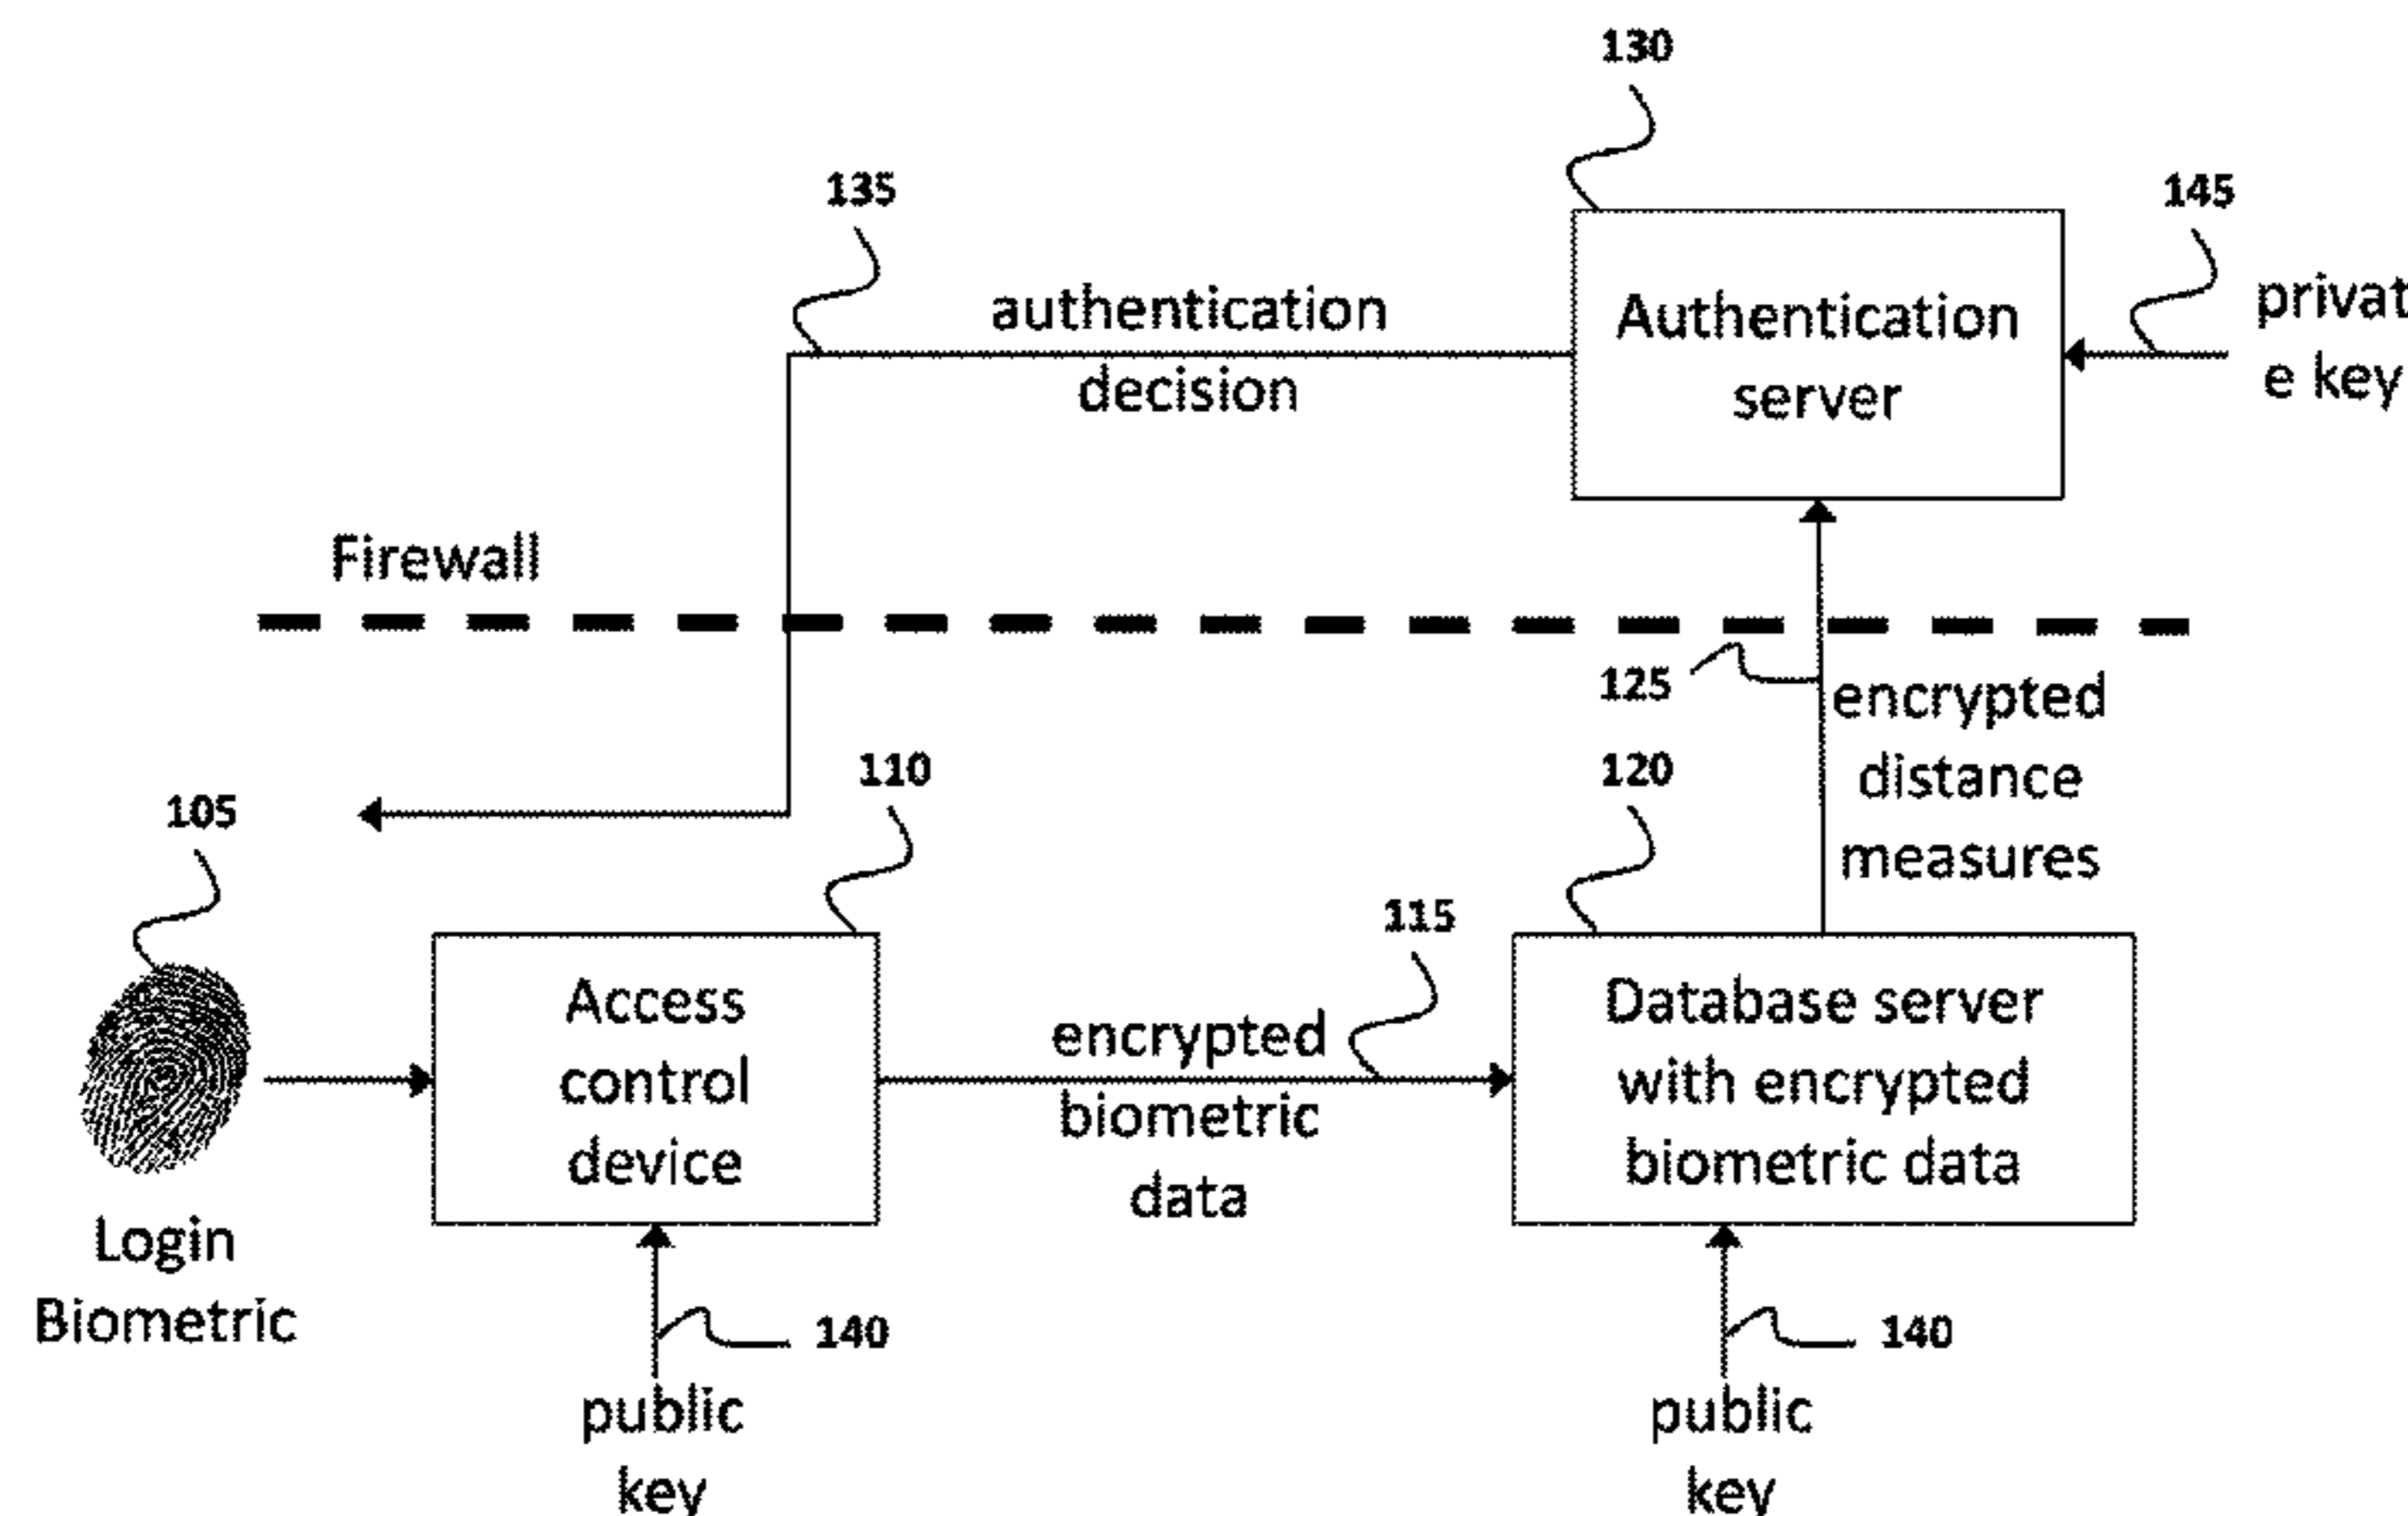 130
135
145
authentication
decision
Authentication
server
privat
e key
Firewall
125
encrypted
distance
measures
105
110
120
115
Access
control
device
encrypted
biometric
data
Database server
with encrypted
biometric data
Login
Biometric
140
140
public
key
public
key